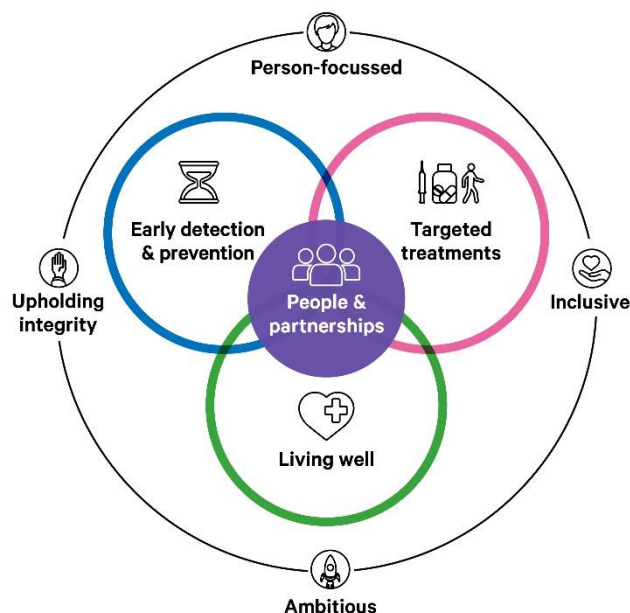 Person-focussed
Early detection
& prevention
Targeted
treatments
People &
partnerships
Upholding
integrity
Inclusive
Living well
Ambitious